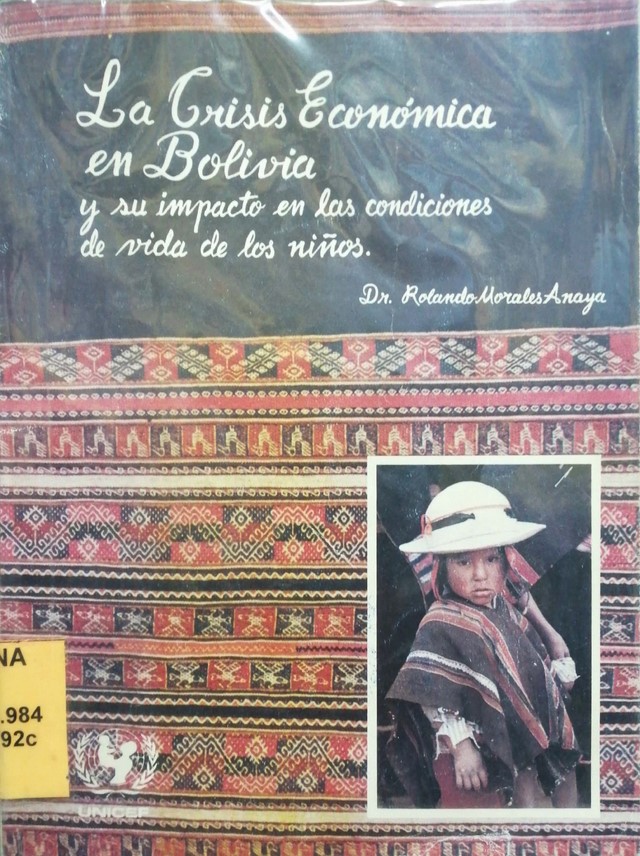 La Crisis Económica
en Bolivia
y su impacto en las condiciones
de vida de los niños.
Dr. Rolando Morales Anaya
NA
.984
92c
UNICEF